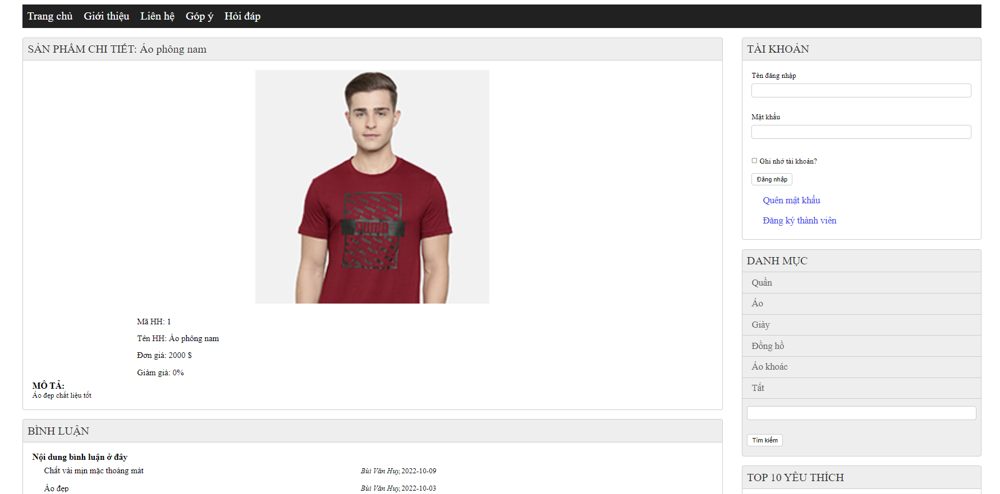 Trang chủ Giới thiệu Liên hệ Góp ý Hỏi đáp
SẢN PHẨM CHI TIẾT: Áo phông nam
PUMA
Mã HH: 1
Tên HH: Áo phông nam
Đơn giá: 2000 $
Giảm giá: 0%
MÔ TẢ:
Áo đẹp chất liệu tốt
BÌNH LUẬN
Nội dung bình luận ở đây
Chất vải mịn mặc thoáng mát Bùi Văn Huy, 2022-10-09
Áo đẹp Bùi Văn Huy, 2022-10-03
TÀI KHOẢN
Tên đăng nhập
Mật khẩu
Ghi nhớ tài khoản?
Đăng nhập
Quên mật khẩu
Đăng ký thành viên
DANH MỤC
Quần
Áo
Giày
Đồng hồ
Áo khoác
Tất
Tìm kiếm
TOP 10 YÊU THÍCH